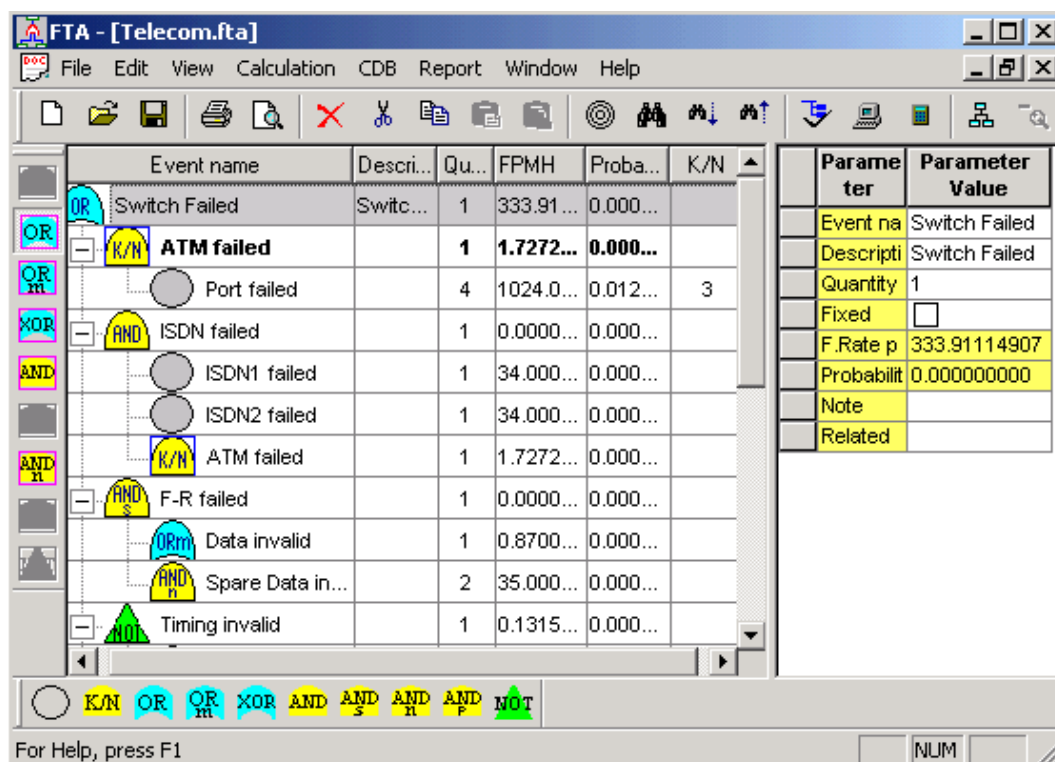 FTA - [Telecom.fta]
DOC File Edit View Calculation CDB Report Window Help
Event name Descri... Qu... FPMH Proba... K/N
OR Switch Failed Switc... 1 333.91... 0.000...
K/N ATM failed 1 1.7272... 0.000...
Port failed 4 1024.0... 0.012... 3
AND ISDN failed 1 0.0000... 0.000...
ISDN1 failed 1 34.000... 0.000...
ISDN2 failed 1 34.000... 0.000...
K/N ATM failed 1 1.7272... 0.000...
AND s F-R failed 1 0.0000... 0.000...
ORm Data invalid 1 0.8700... 0.000...
AND n Spare Data in... 2 35.000... 0.000...
NOT Timing invalid 1 0.1315... 0.000...
OR
OR m
XOR
AND
AND n
Parame ter Parameter Value
Event na Switch Failed
Descripti Switch Failed
Quantity 1
Fixed
F.Rate p 333.91114907
Probabilit 0.000000000
Note
Related
K/N OR OR m XOR AND AND s AND n AND P NOT
For Help, press F1 NUM